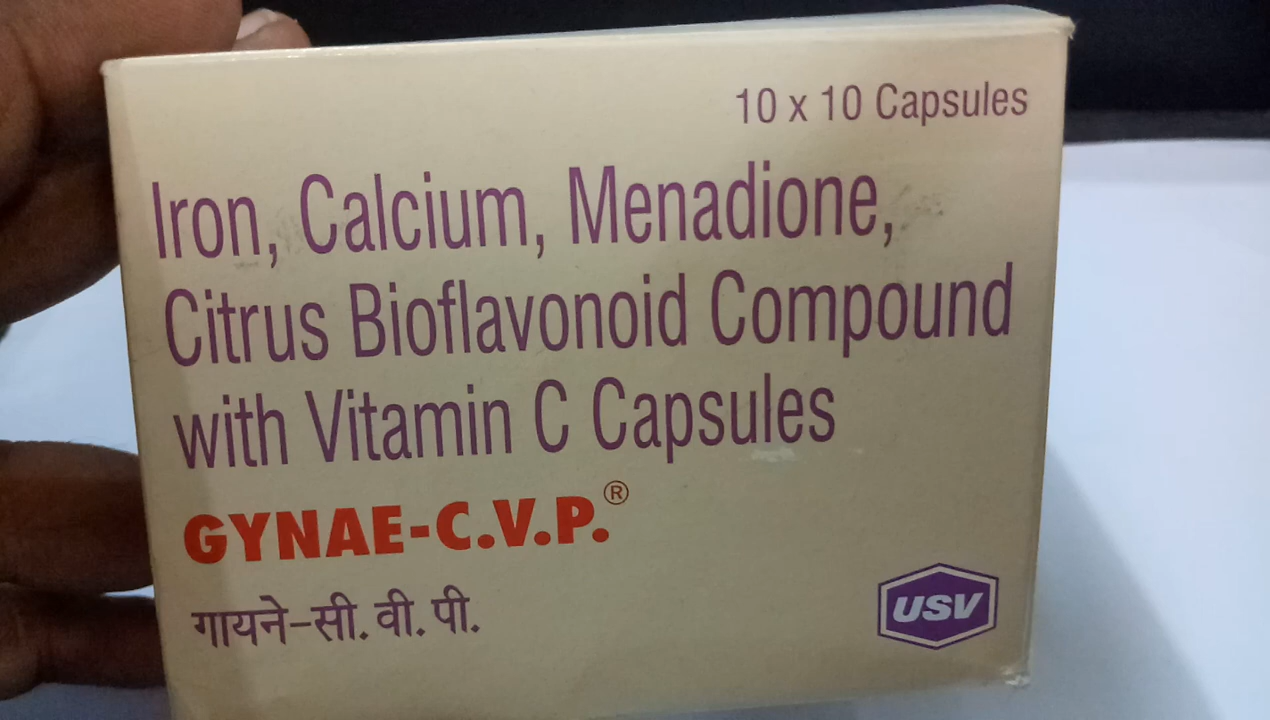 10 x 10 Capsules
Iron, Calcium, Menadione,
Citrus Bioflavonoid Compound
with Vitamin C Capsules
GYNAE-C.V.P.®
गायने-सी. वी. पी.
USV